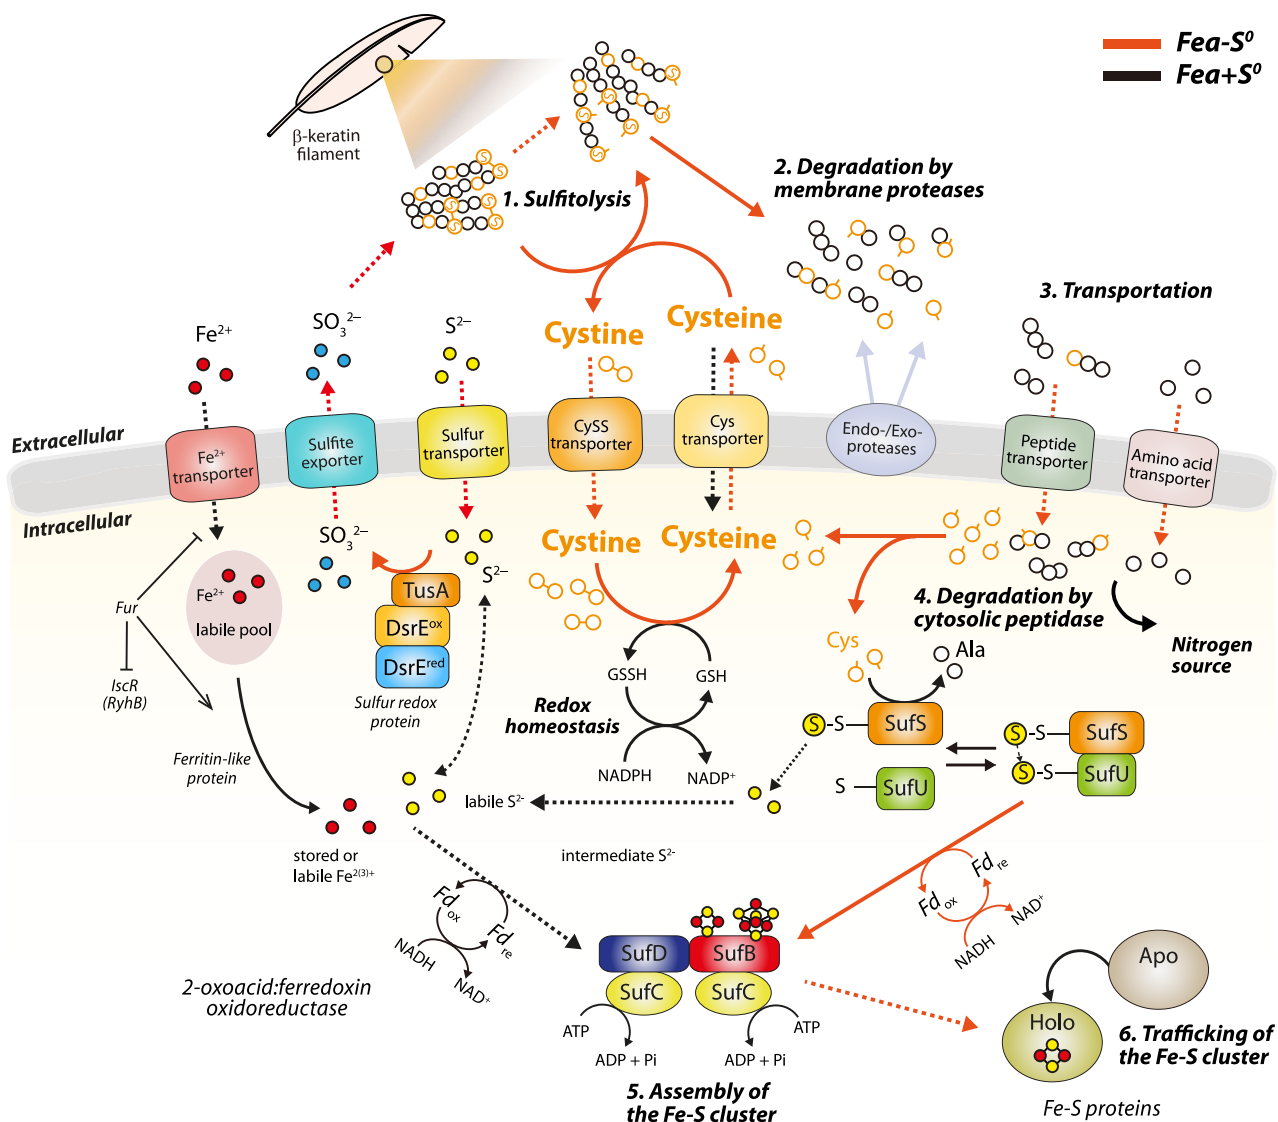 Fea-S⁰
Fea+S⁰
β-keratin
filament
1. Sulfitolysis
2. Degradation by
membrane proteases
3. Transportation
Fe²⁺
SO₃²⁻
S²⁻
Cystine
Cysteine
Extracellular
Intracellular
Fe²⁺
transporter
Sulfite
exporter
Sulfur
transporter
CySS
transporter
Cys
transporter
Endo-/Exo-
proteases
Peptide
transporter
Amino acid
transporter
SO₃²⁻
S²⁻
Cystine
Cysteine
Fe²⁺
labile pool
Fur
IscR
(RyhB)
TusA
DsrEᵒˣ
DsrEʳᵉᵈ
Sulfur redox
protein
Ferritin-like
protein
GSSH
GSH
Redox
homeostasis
NADPH
NADP⁺
4. Degradation by
cytosolic peptidase
Nitrogen
source
Cys
Ala
S-S
SufS
S
SufU
S-S
SufS
S-S
SufU
labile S²⁻
intermediate S²⁻
stored or
labile Fe²⁽³⁾⁺
Fd ox
Fd re
NADH
NAD⁺
Fd re
Fd ox
NADH
NAD⁺
2-oxoacid:ferredoxin
oxidoreductase
SufD
SufB
SufC
SufC
ATP
ADP + Pi
ATP
ADP + Pi
5. Assembly of
the Fe-S cluster
Apo
Holo
6. Trafficking of
the Fe-S cluster
Fe-S proteins